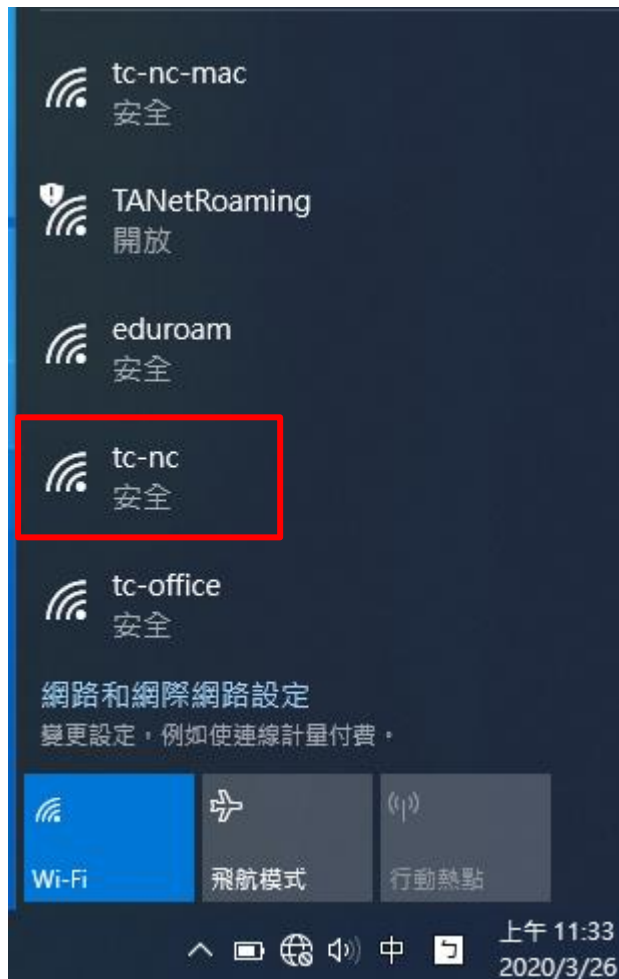 tc-nc-mac
安全
TANetRoaming
開放
eduroam
安全
tc-nc
安全
tc-office
安全
網路和網際網路設定
變更設定，例如使連線計量付費。
Wi-Fi
飛航模式
行動熱點
中
ㄅ
上午 11:33
2020/3/26